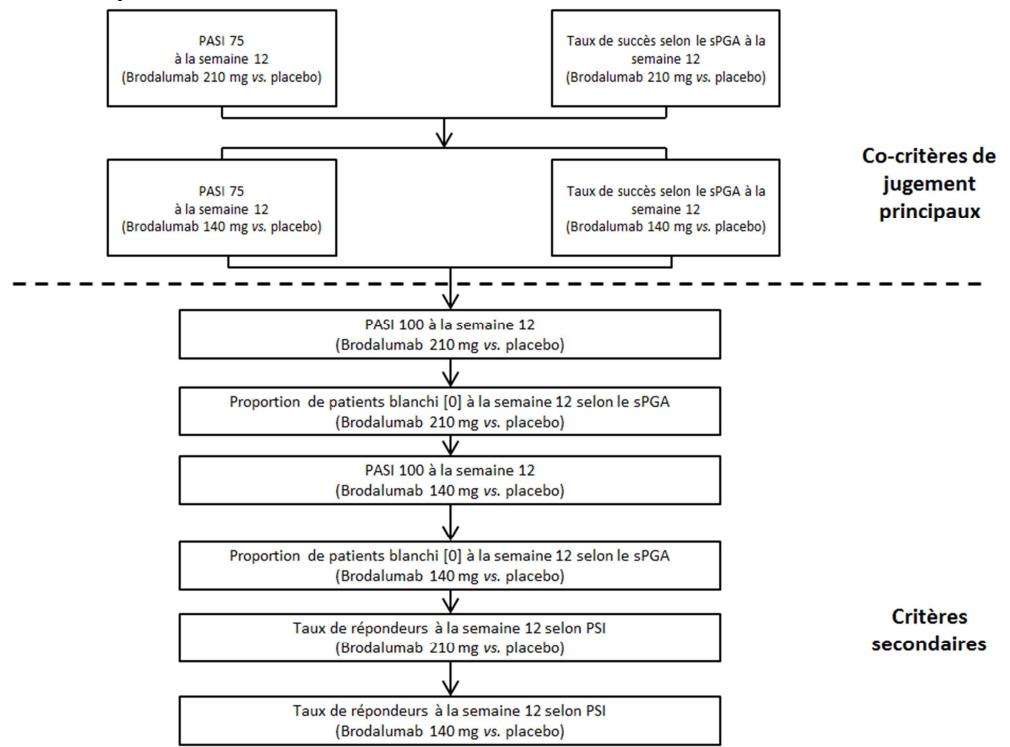 PASI 75
à la semaine 12
(Brodalumab 210 mg vs. placebo)
Taux de succès selon le sPGA à la
semaine 12
(Brodalumab 210 mg vs. placebo)
PASI 75
à la semaine 12
(Brodalumab 140 mg vs. placebo)
Taux de succès selon le sPGA à la
semaine 12
(Brodalumab 140 mg vs. placebo)
Co-critères de
jugement
principaux
PASI 100 à la semaine 12
(Brodalumab 210 mg vs. placebo)
Proportion de patients blanchi [0] à la semaine 12 selon le sPGA
(Brodalumab 210 mg vs. placebo)
PASI 100 à la semaine 12
(Brodalumab 140 mg vs. placebo)
Proportion de patients blanchi [0] à la semaine 12 selon le sPGA
(Brodalumab 140 mg vs. placebo)
Taux de répondeurs à la semaine 12 selon PSI
(Brodalumab 210 mg vs. placebo)
Taux de répondeurs à la semaine 12 selon PSI
(Brodalumab 140 mg vs. placebo)
Critères
secondaires